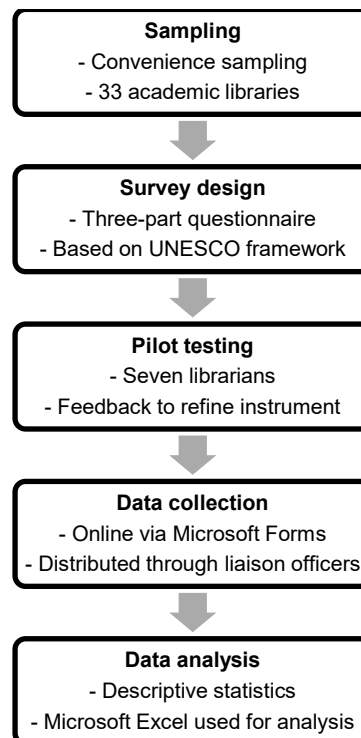 Sampling
- Convenience sampling
- 33 academic libraries
Survey design
- Three-part questionnaire
- Based on UNESCO framework
Pilot testing
- Seven librarians
- Feedback to refine instrument
Data collection
- Online via Microsoft Forms
- Distributed through liaison officers
Data analysis
- Descriptive statistics
- Microsoft Excel used for analysis